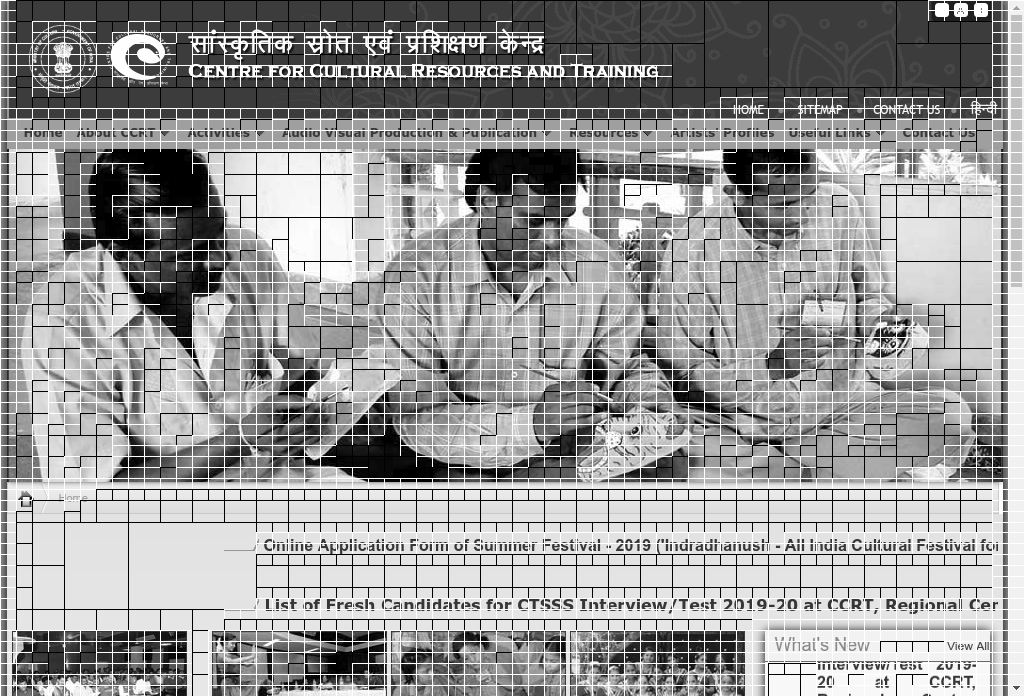 सांस्कृतिक स्रोत एवं प्रशिक्षण केन्द्र
CENTRE FOR CULTURAL RESOURCES AND TRAINING
HOME SITEMAP CONTACT US हिन्दी
Home About CCRT Activities Audio Visual Production & Publication Resources Artists' Profiles Useful Links Contact Us
Home
/ Online Application Form of Summer Festival - 2019 ('Indradhanush - All India Cultural Festival for
/ List of Fresh Candidates for CTSSS Interview/Test 2019-20 at CCRT, Regional Cen
What's New View All
Interview/Test 2019-
20 at CCRT,